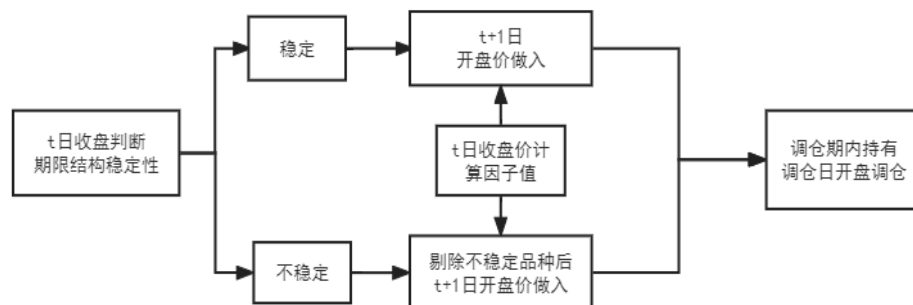 稳定
t+1日
开盘价做入
t日收盘判断
期限结构稳定性
t日收盘价计
算因子值
调仓期内持有
调仓日开盘调仓
不稳定
剔除不稳定品种后
t+1日开盘价做入